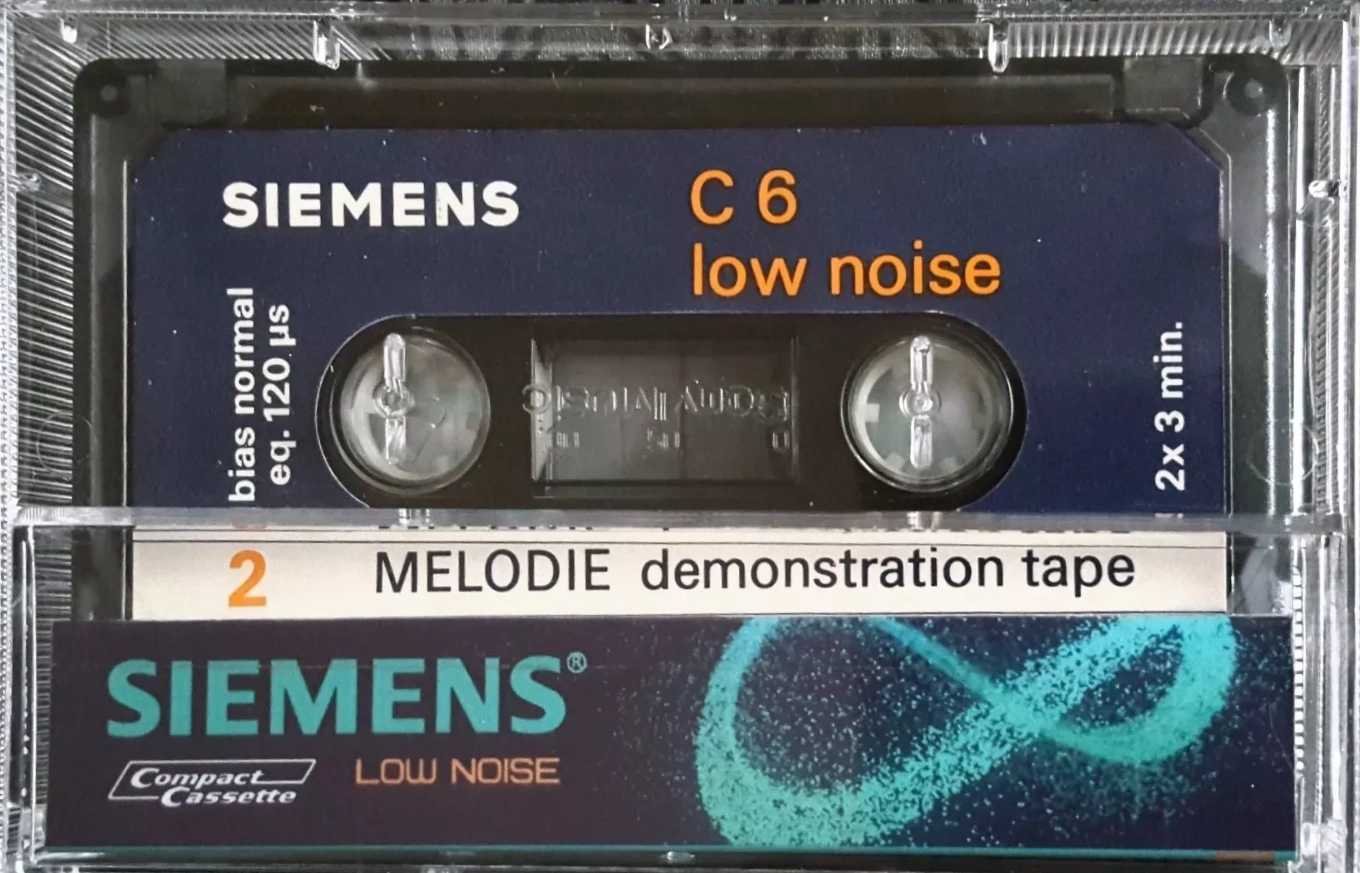 SIEMENS
C 6
low noise
bias normal
eq. 120 µs
2x 3 min.
2 MELODIE demonstration tape
SIEMENS®
Compact
Cassette
LOW NOISE